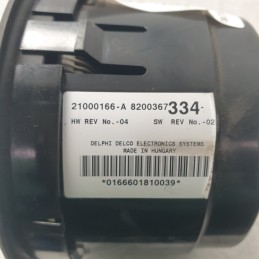 21000166-A 8200367334-
HW REV No.-04 SW REV No.-02
DELPHI DELCO ELECTRONICS SYSTEMS
MADE IN HUNGARY
*0166601810039*